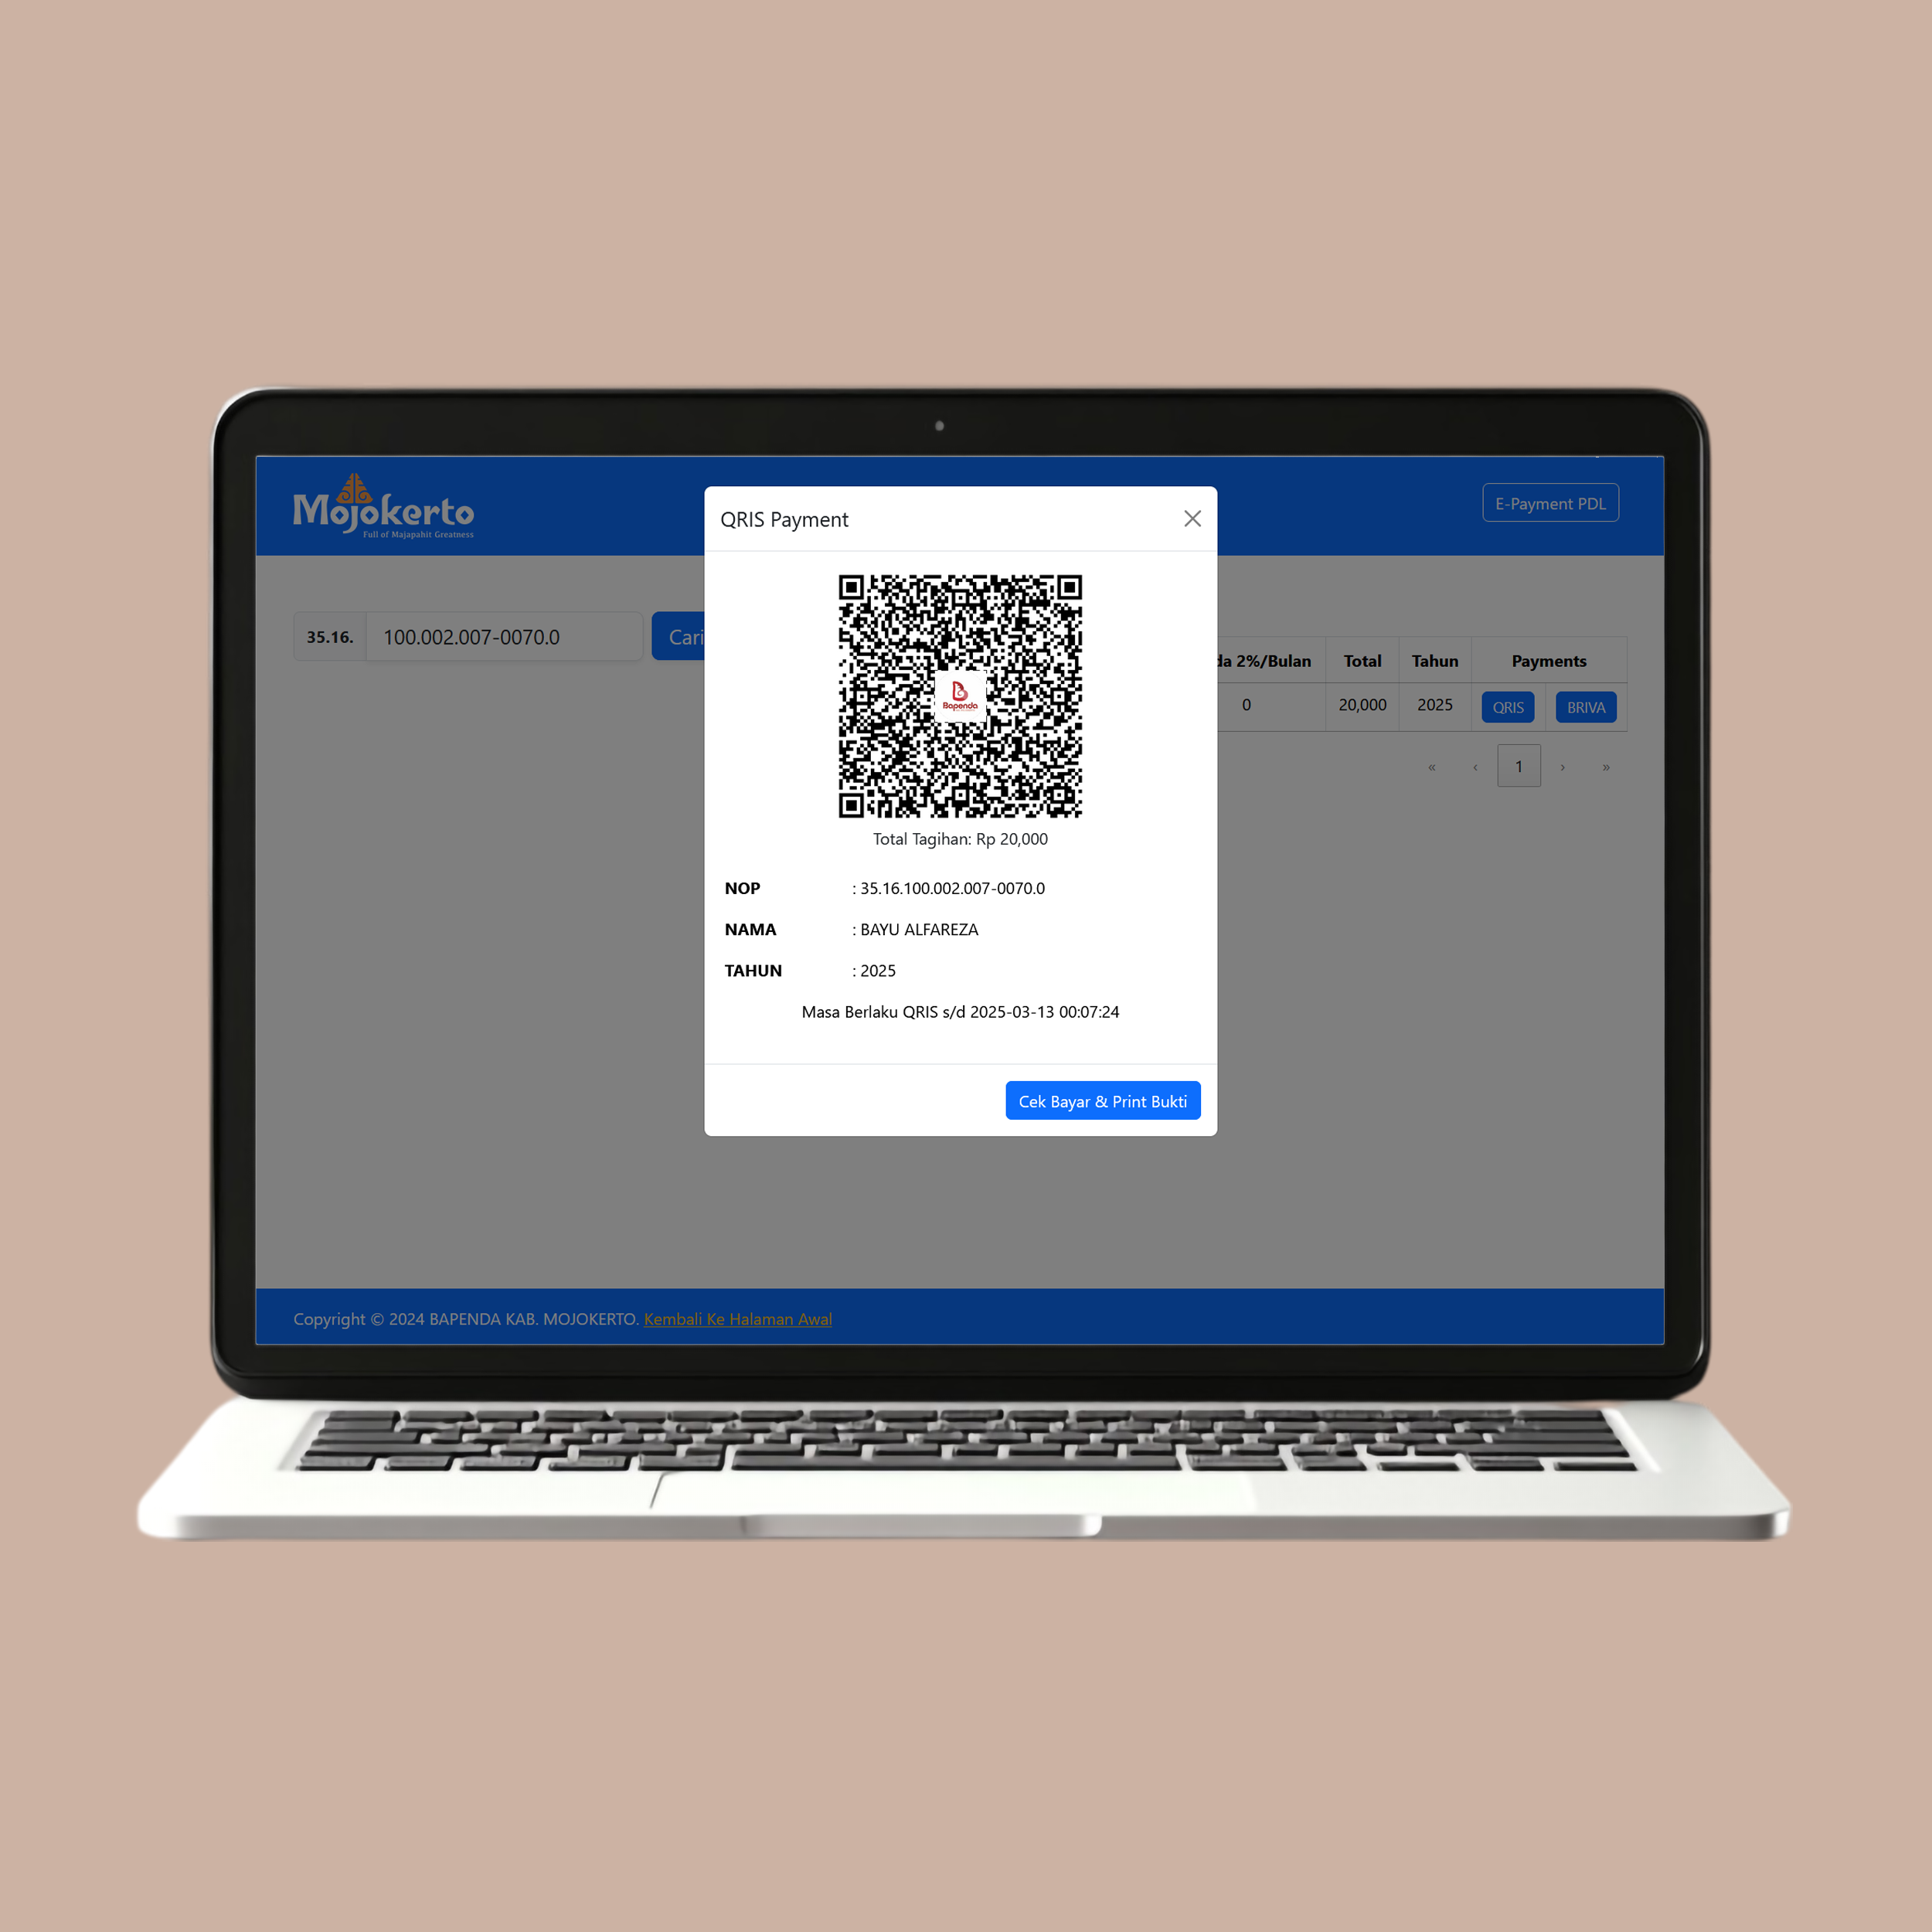 Mojokerto
Full of Majapahit Greatness
E-Payment PDL
QRIS Payment
35.16.
100.002.007-0070.0
Cari
da 2%/Bulan Total Tahun Payments
0 20,000 2025 QRIS BRIVA
« ‹ 1 › »
Bapenda
Total Tagihan: Rp 20,000
NOP : 35.16.100.002.007-0070.0
NAMA : BAYU ALFAREZA
TAHUN : 2025
Masa Berlaku QRIS s/d 2025-03-13 00:07:24
Cek Bayar & Print Bukti
Copyright © 2024 BAPENDA KAB. MOJOKERTO. Kembali Ke Halaman Awal